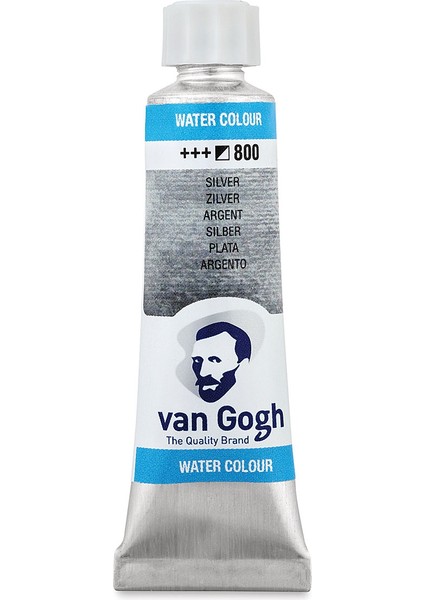 WATER COLOUR
+++ 800
SILVER
ZILVER
ARGENT
SILBER
PLATA
ARGENTO
van Gogh
The Quality Brand
WATER COLOUR